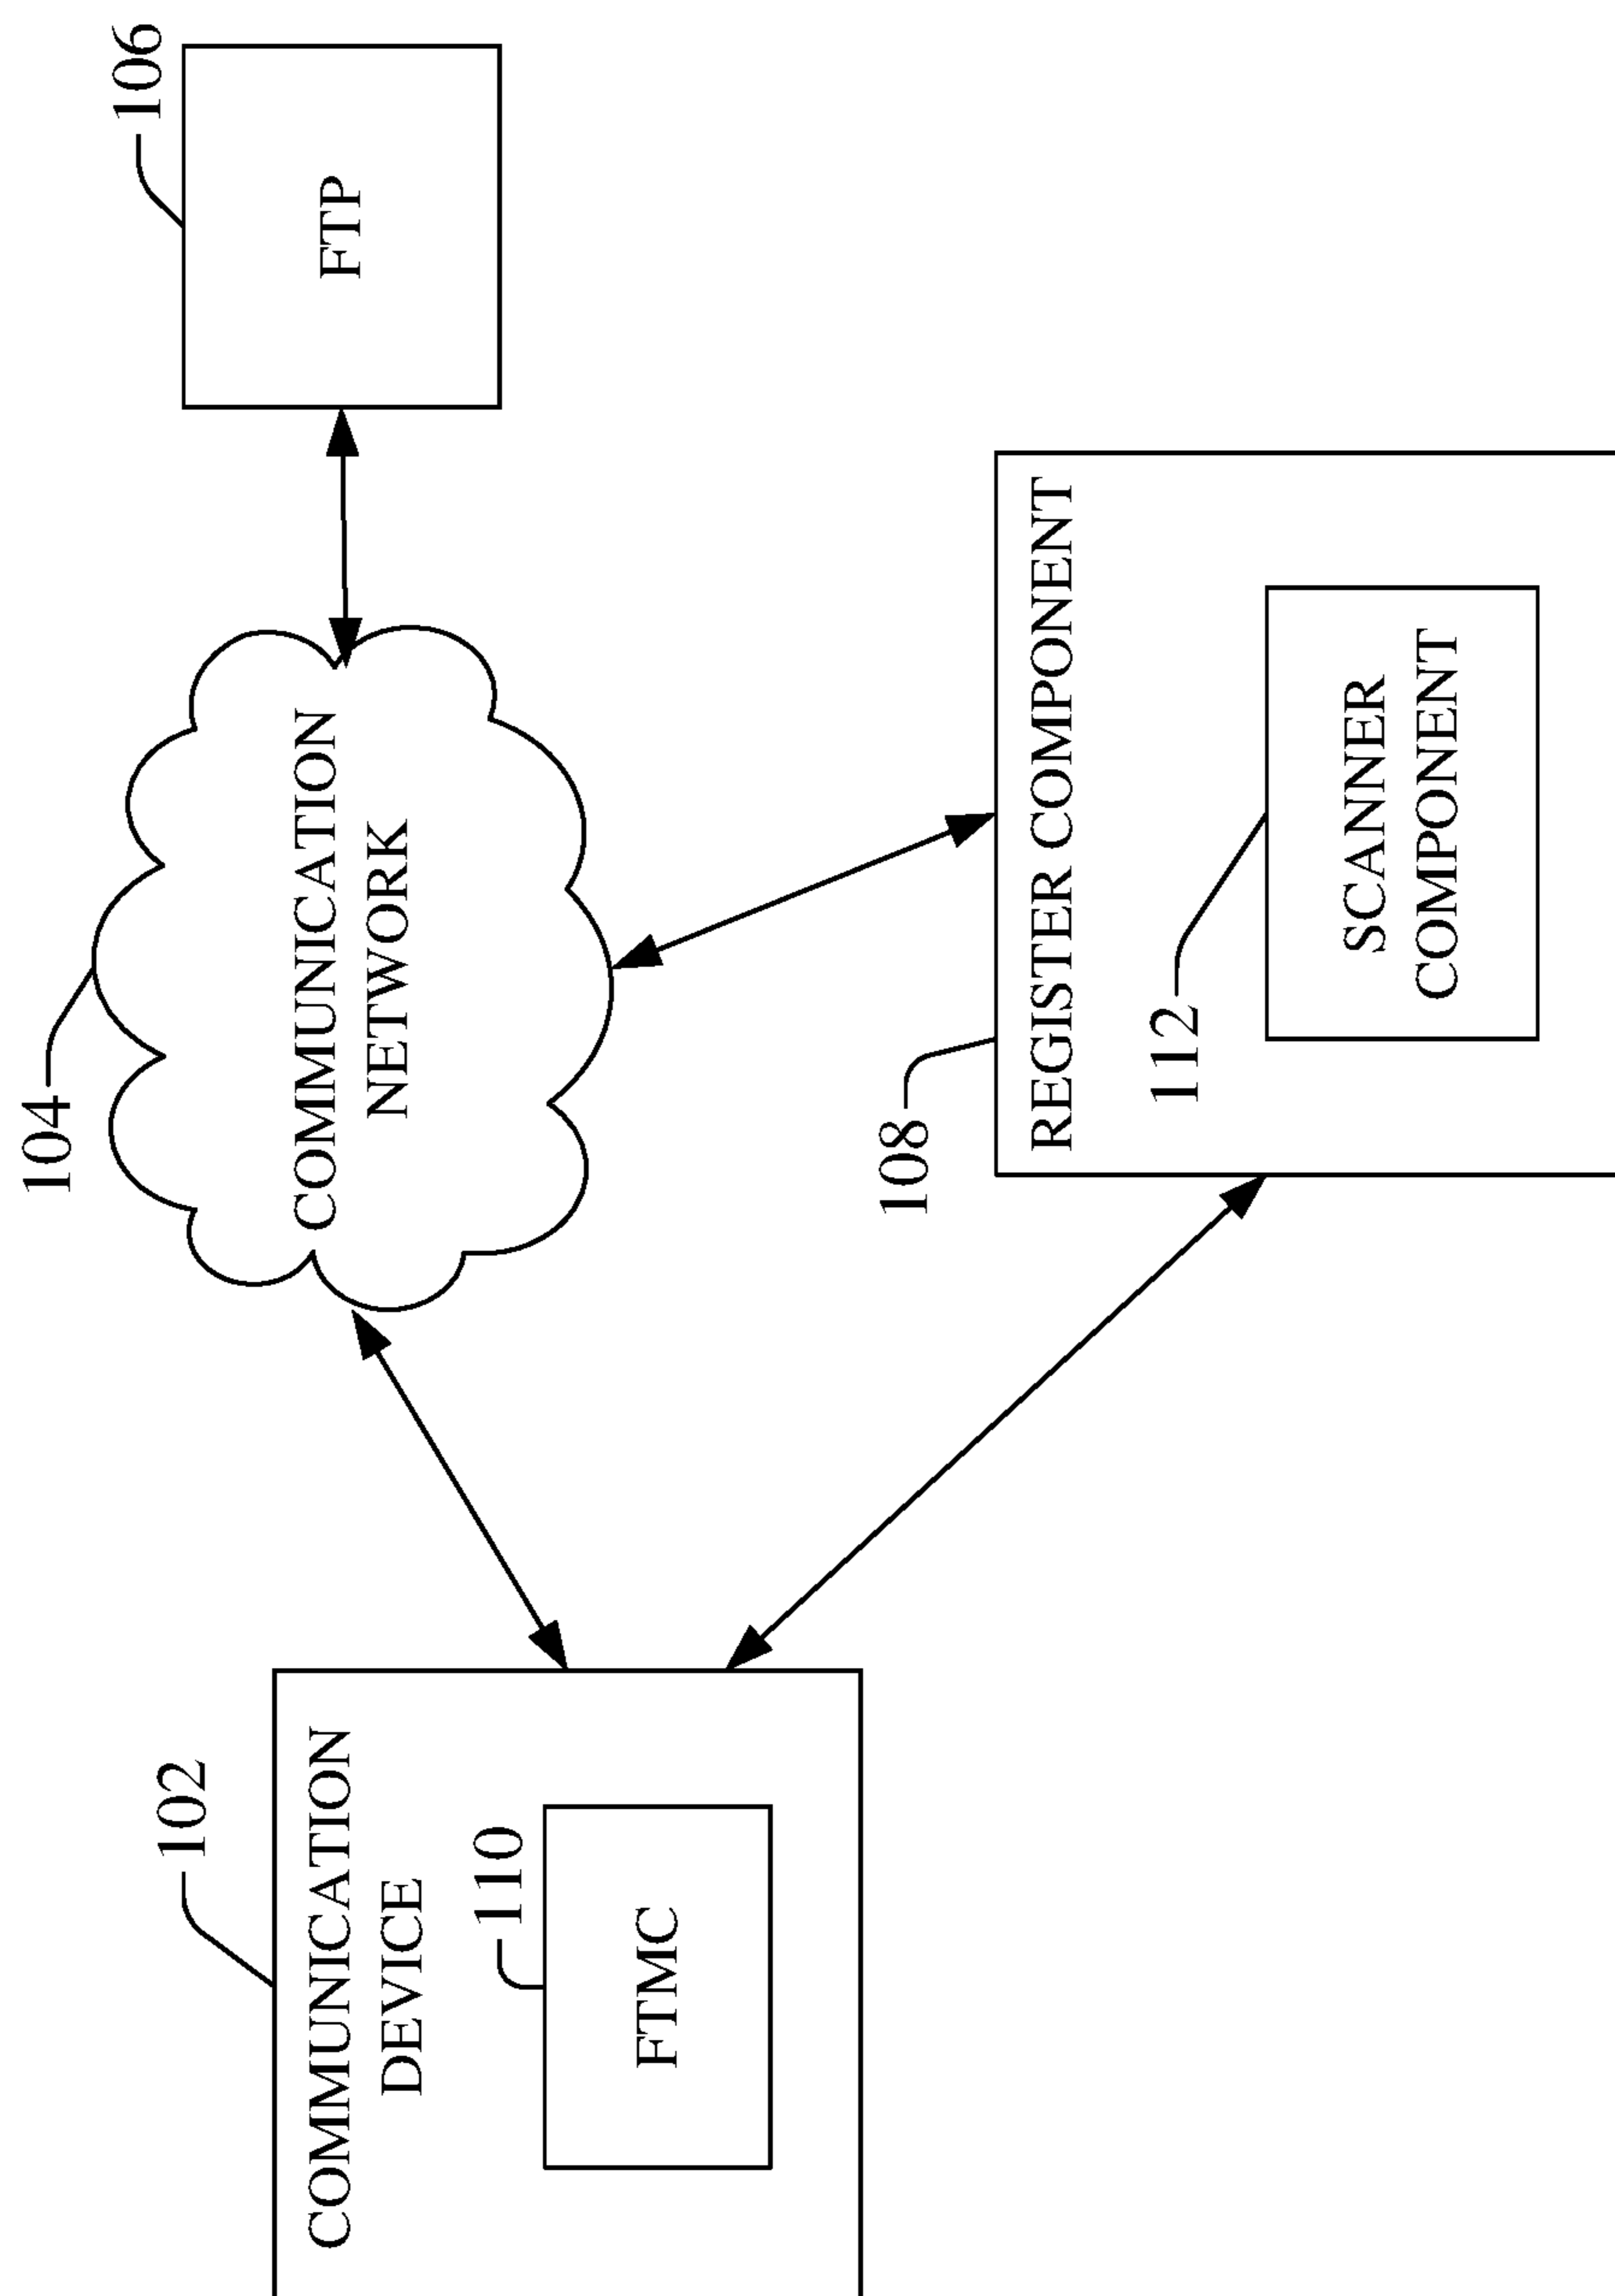 104
106
COMMUNICATION
NETWORK
FTP
102
COMMUNICATION
DEVICE
110
FTMC
108
REGISTER COMPONENT
112
SCANNER
COMPONENT